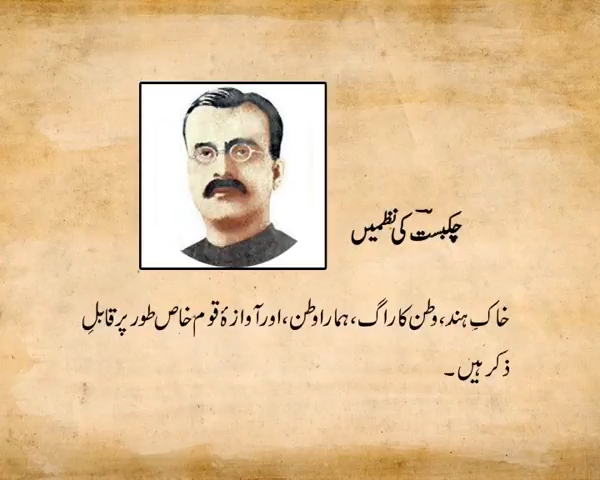 چکبستؔ کی نظمیں
خاکِ ہند، وطن کا راگ، ہمارا وطن، اور آوازۂ قوم خاص طور پر قابلِ
ذکر ہیں۔